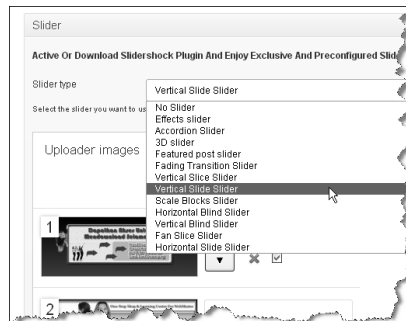 Slider
Active Or Download Slidershock Plugin And Enjoy Exclusive And Preconfigured
Slider type
Vertical Slide Slider
Select the slider you want to
No Slider
Effects slider
Accordion Slider
3D slider
Featured post slider
Fading Transition Slider
Vertical Slice Slider
Vertical Slide Slider
Scale Blocks Slider
Horizontal Blind Slider
Vertical Blind Slider
Fan Slice Slider
Horizontal Slide Slider
Uploader images
1
2